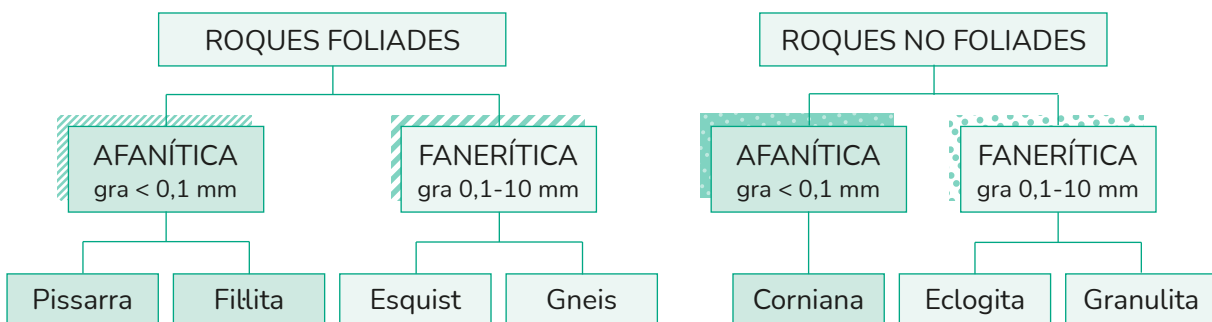 ROQUES FOLIADES
AFANÍTICA
gra < 0,1 mm
FANERÍTICA
gra 0,1-10 mm
Pissarra
Fil·lita
Esquist
Gneis
ROQUES NO FOLIADES
AFANÍTICA
gra < 0,1 mm
FANERÍTICA
gra 0,1-10 mm
Corniana
Eclogita
Granulita